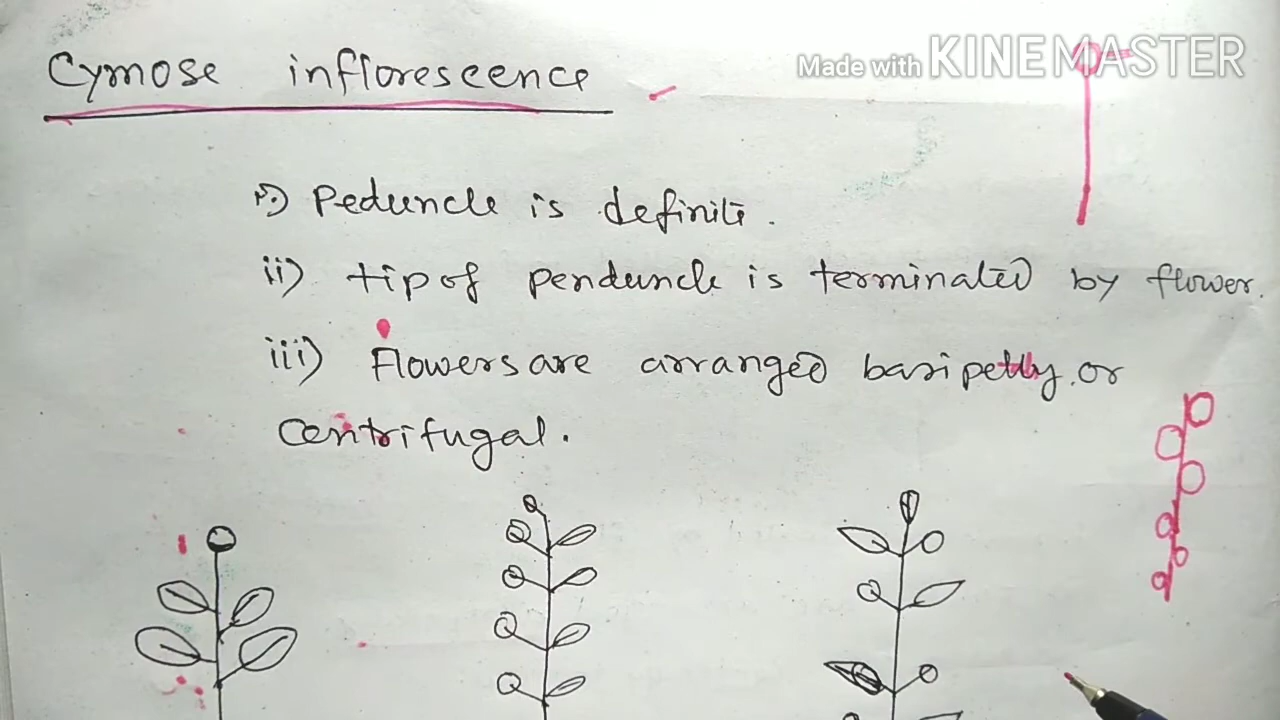 Cymose inflorescence
Made with KINEMASTER
i) Peduncle is definite.
ii) tip of penduncle is terminated by flower.
iii) Flowers are arranged basipetlly or
Centrifugal.